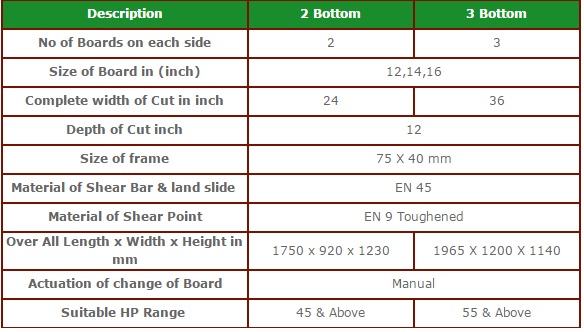 Description 2 Bottom 3 Bottom
No of Boards on each side 2 3
Size of Board in (inch) 12,14,16
Complete width of Cut in inch 24 36
Depth of Cut inch 12
Size of frame 75 X 40 mm
Material of Shear Bar & land slide EN 45
Material of Shear Point EN 9 Toughened
Over All Length x Width x Height in
mm 1750 x 920 x 1230 1965 X 1200 X 1140
Actuation of change of Board Manual
Suitable HP Range 45 & Above 55 & Above